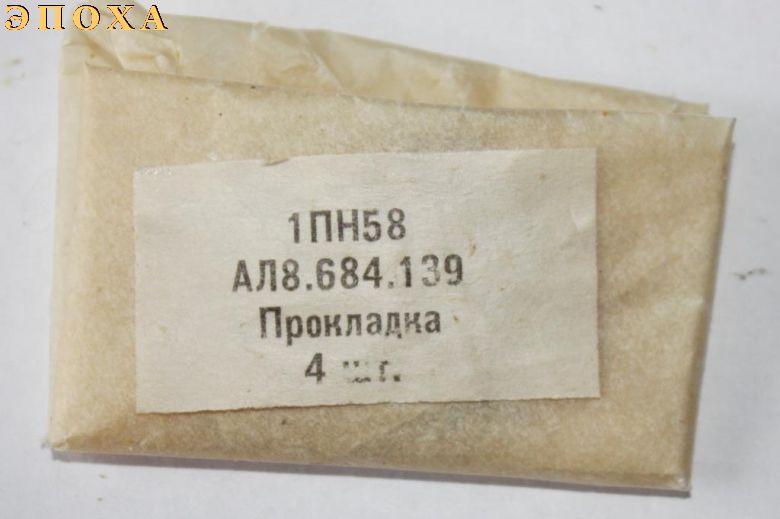 ЭПОХА
1ПН58
АЛ8.684.139
Прокладка
4 шт.